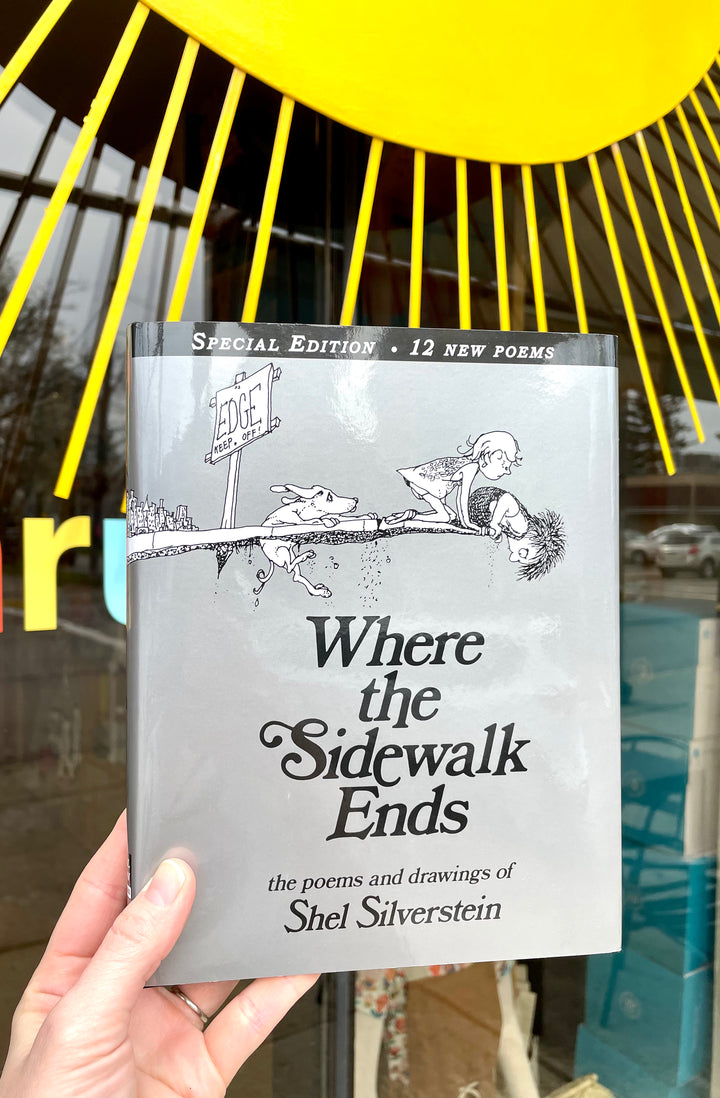 SPECIAL EDITION • 12 NEW POEMS
EDGE
KEEP OFF!
ru
Where
the
Sidewalk
Ends
the poems and drawings of
Shel Silverstein